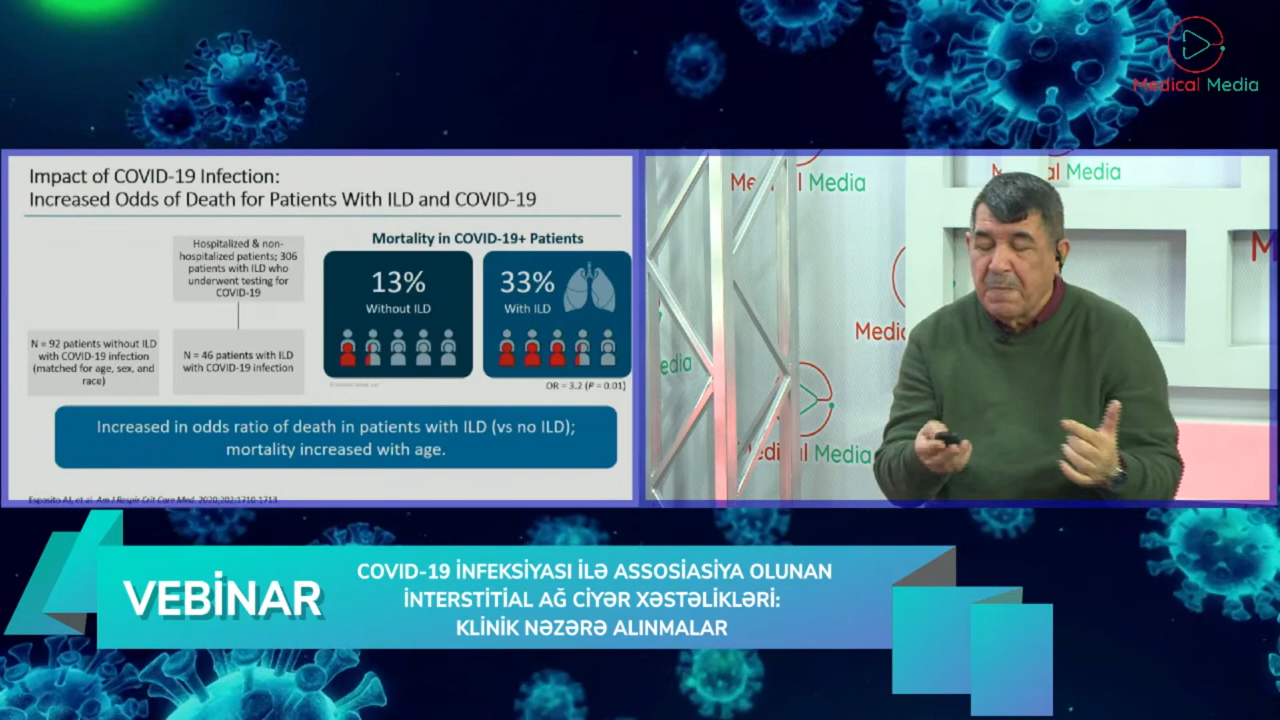 Medical Media
Impact of COVID-19 Infection:
Increased Odds of Death for Patients With ILD and COVID-19
Hospitalized & non-
hospitalized patients; 306
patients with ILD who
underwent testing for
COVID-19
N = 92 patients without ILD
with COVID-19 infection
(matched for age, sex, and
race)
N = 46 patients with ILD
with COVID-19 infection
Mortality in COVID-19+ Patients
13%
Without ILD
33%
With ILD
OR = 3.2 (P = 0.01)
Increased in odds ratio of death in patients with ILD (vs no ILD);
mortality increased with age.
Esposito AJ, et al. Am J Respir Crit Care Med. 2020;202:1710-1713.
Me l Media
al Media
M
Medic
edia
Medical Media
VEBİNAR
COVID-19 İNFEKSİYASI İLƏ ASSOSİASİYA OLUNAN
İNTERSTİTİAL AĞ CİYƏR XƏSTƏLİKLƏRİ:
KLİNİK NƏZƏRƏ ALINMALAR